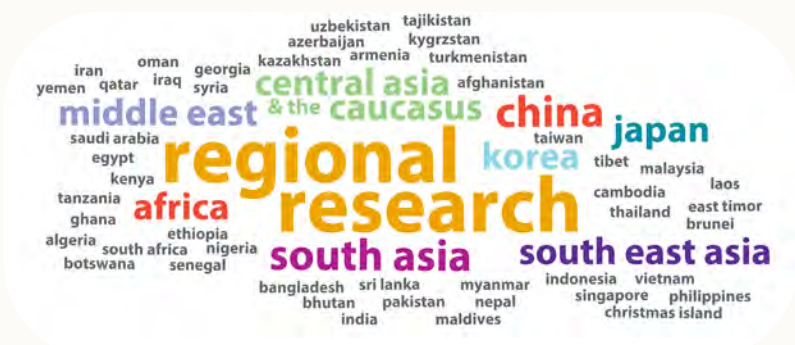 uzbekistan tajikistan
azerbaijan kygrzstan
kazakhstan armenia turkmenistan
iran oman georgia
central asia afghanistan
yemen qatar iraq syria
middle east & the caucasus china
japan
saudi arabia
taiwan
regional
korea
egypt
tibet malaysia
kenya
laos
research
cambodia
tanzania
africa
thailand east timor
ghana
brunei
algeria ethiopia
south africa nigeria
botswana senegal
south asia
south east asia
bangladesh sri lanka myanmar
indonesia vietnam
bhutan pakistan nepal
singapore philippines
india maldives
christmas island